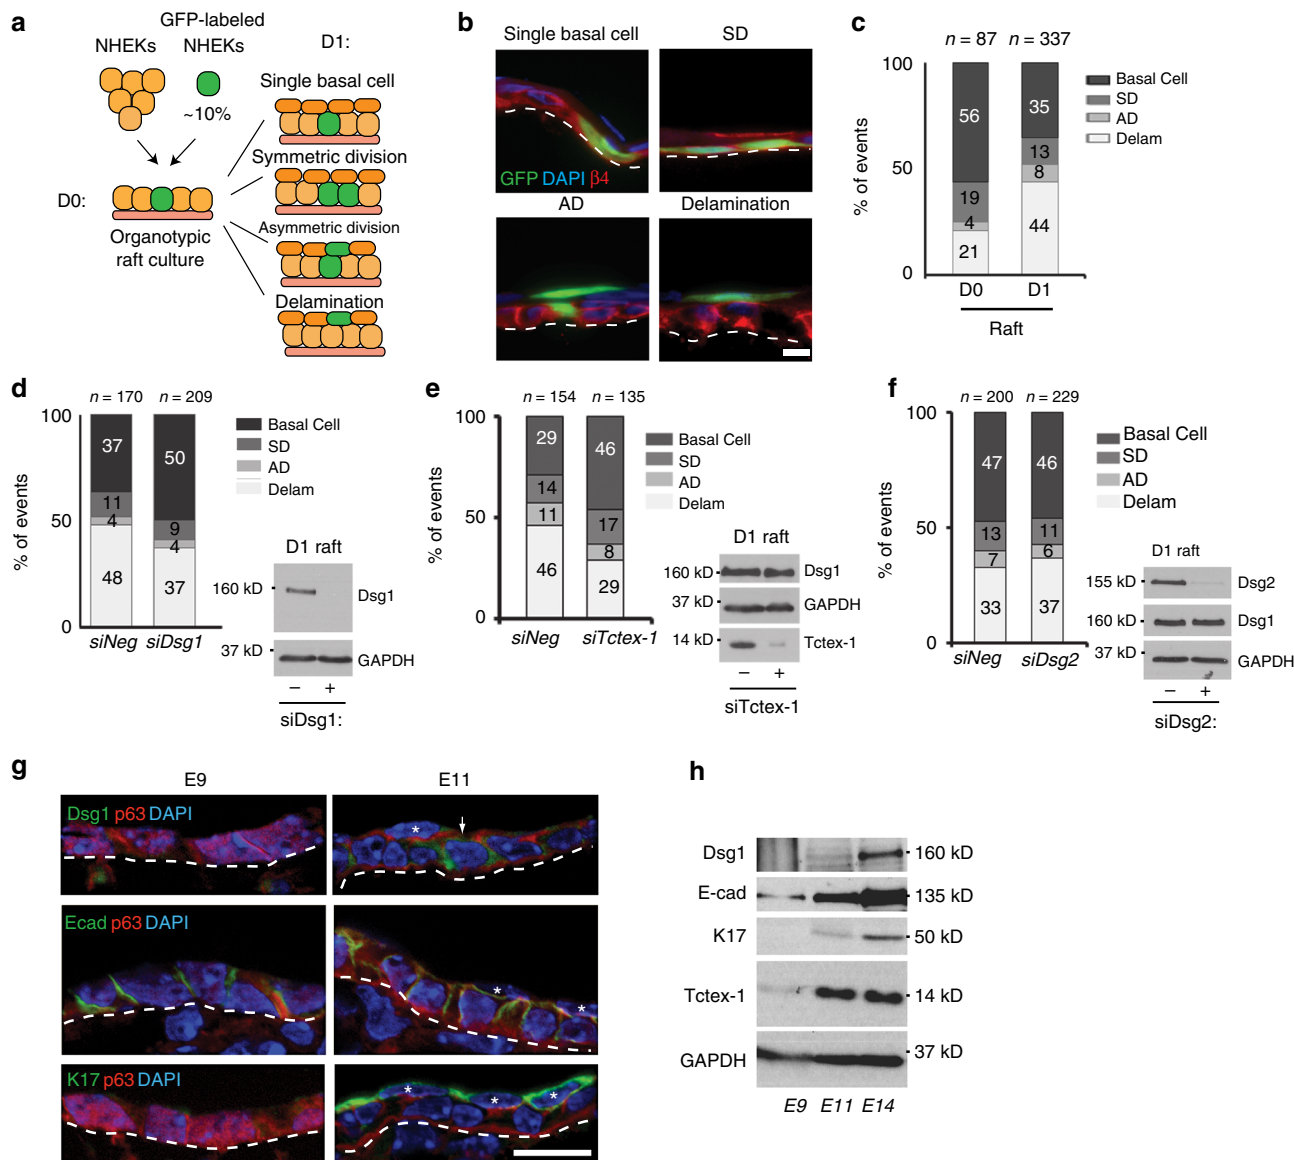 a
GFP-labeled
NHEKs NHEKs
~10%
D1:
Single basal cell
Symmetric division
D0:
Asymmetric division
Organotypic
raft culture
Delamination
b
Single basal cell SD
GFP DAPI β4
AD Delamination
c
n = 87 n = 337
% of events
100
50
0
56
19
4
21
35
13
8
44
D0 D1
Raft
Basal Cell
SD
AD
Delam
d
n = 170 n = 209
% of events
100
50
0
37
11
4
48
50
9
4
37
siNeg siDsg1
Basal Cell
SD
AD
Delam
D1 raft
160 kD Dsg1
37 kD GAPDH
– +
siDsg1:
e
n = 154 n = 135
% of events
100
50
0
29
14
11
46
46
17
8
29
siNeg siTctex-1
Basal Cell
SD
AD
Delam
D1 raft
160 kD Dsg1
37 kD GAPDH
14 kD Tctex-1
– +
siTctex-1
f
n = 200 n = 229
% of events
100
50
0
47
13
7
33
46
11
6
37
siNeg siDsg2
Basal Cell
SD
AD
Delam
D1 raft
155 kD Dsg2
160 kD Dsg1
37 kD GAPDH
– +
siDsg2:
g
E9 E11
Dsg1 p63 DAPI
*
Ecad p63 DAPI
* *
K17 p63 DAPI
* * *
h
Dsg1 160 kD
E-cad 135 kD
K17 50 kD
Tctex-1 14 kD
GAPDH 37 kD
E9 E11 E14